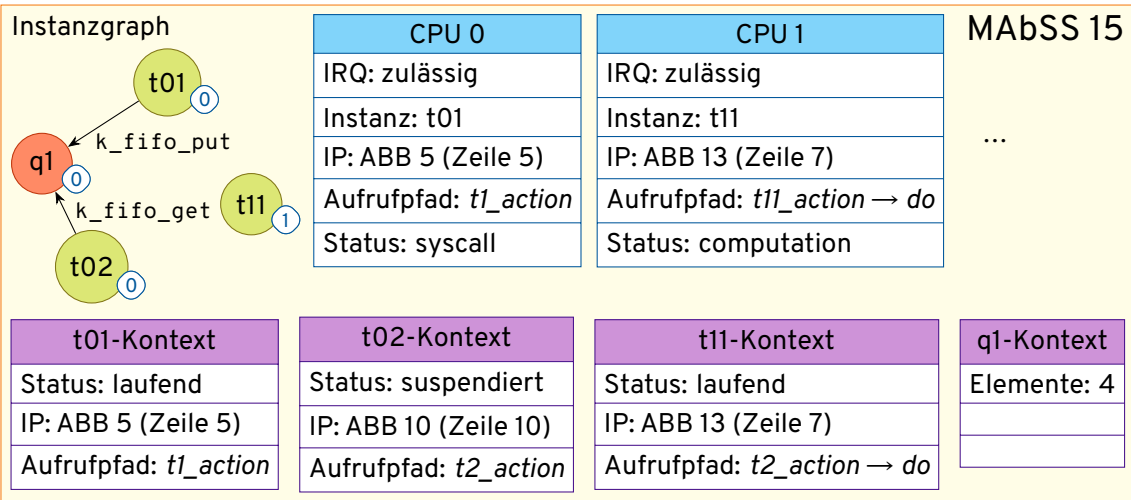 Instanzgraph
MAbSS 15
t01
0
k_fifo_put
q1
0
k_fifo_get
t11
1
t02
0
CPU 0
IRQ: zulässig
Instanz: t01
IP: ABB 5 (Zeile 5)
Aufrufpfad: t1_action
Status: syscall
CPU 1
IRQ: zulässig
Instanz: t11
IP: ABB 13 (Zeile 7)
Aufrufpfad: t11_action → do
Status: computation
...
t01-Kontext
Status: laufend
IP: ABB 5 (Zeile 5)
Aufrufpfad: t1_action
t02-Kontext
Status: suspendiert
IP: ABB 10 (Zeile 10)
Aufrufpfad: t2_action
t11-Kontext
Status: laufend
IP: ABB 13 (Zeile 7)
Aufrufpfad: t2_action → do
q1-Kontext
Elemente: 4